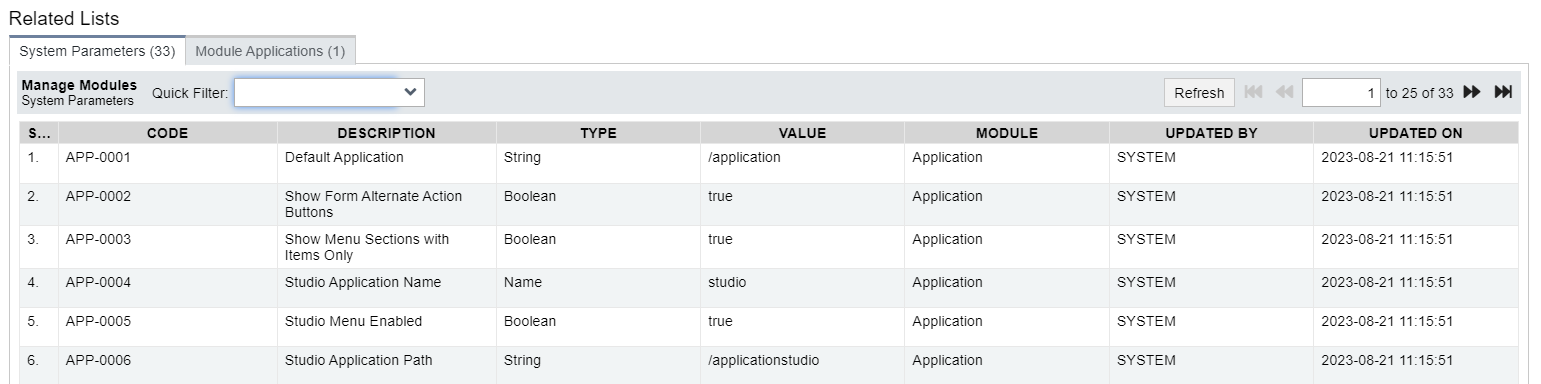 Related Lists
System Parameters (33) Module Applications (1)
Manage Modules
System Parameters
Quick Filter:
Refresh 1 to 25 of 33
S... CODE DESCRIPTION TYPE VALUE MODULE UPDATED BY UPDATED ON
1. APP-0001 Default Application String /application Application SYSTEM 2023-08-21 11:15:51
2. APP-0002 Show Form Alternate Action Boolean true Application SYSTEM 2023-08-21 11:15:51
Buttons
3. APP-0003 Show Menu Sections with Boolean true Application SYSTEM 2023-08-21 11:15:51
Items Only
4. APP-0004 Studio Application Name Name studio Application SYSTEM 2023-08-21 11:15:51
5. APP-0005 Studio Menu Enabled Boolean true Application SYSTEM 2023-08-21 11:15:51
6. APP-0006 Studio Application Path String /applicationstudio Application SYSTEM 2023-08-21 11:15:51